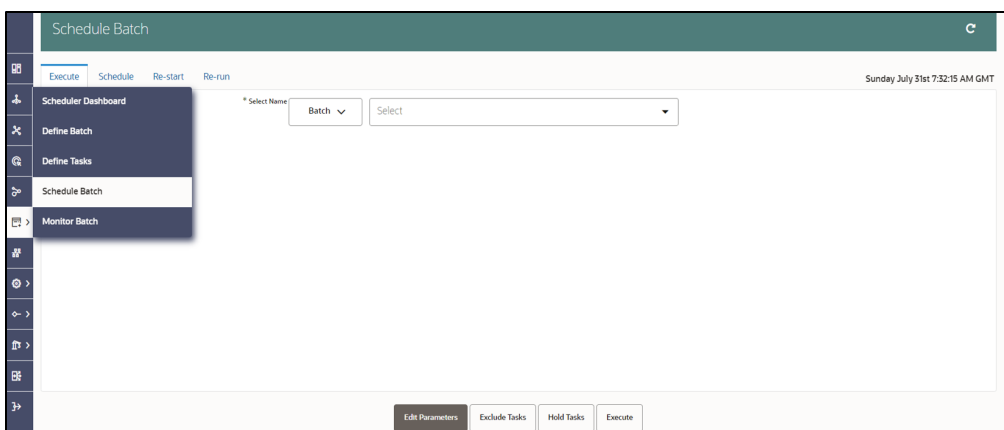 Schedule Batch
Execute Schedule Re-start Re-run
Sunday July 31st 7:32:15 AM GMT
Scheduler Dashboard
* Select Name
Batch
Select
Define Batch
Define Tasks
Schedule Batch
Monitor Batch
Edit Parameters Exclude Tasks Hold Tasks Execute